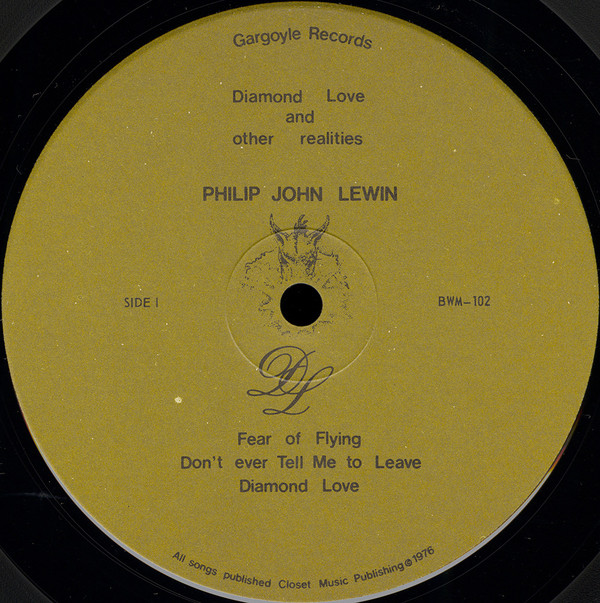 Gargoyle Records
Diamond Love
and
other realities
PHILIP JOHN LEWIN
SIDE I
BWM-102
DL
Fear of Flying
Don't ever Tell Me to Leave
Diamond Love
All songs published Closet Music Publishing © 1976